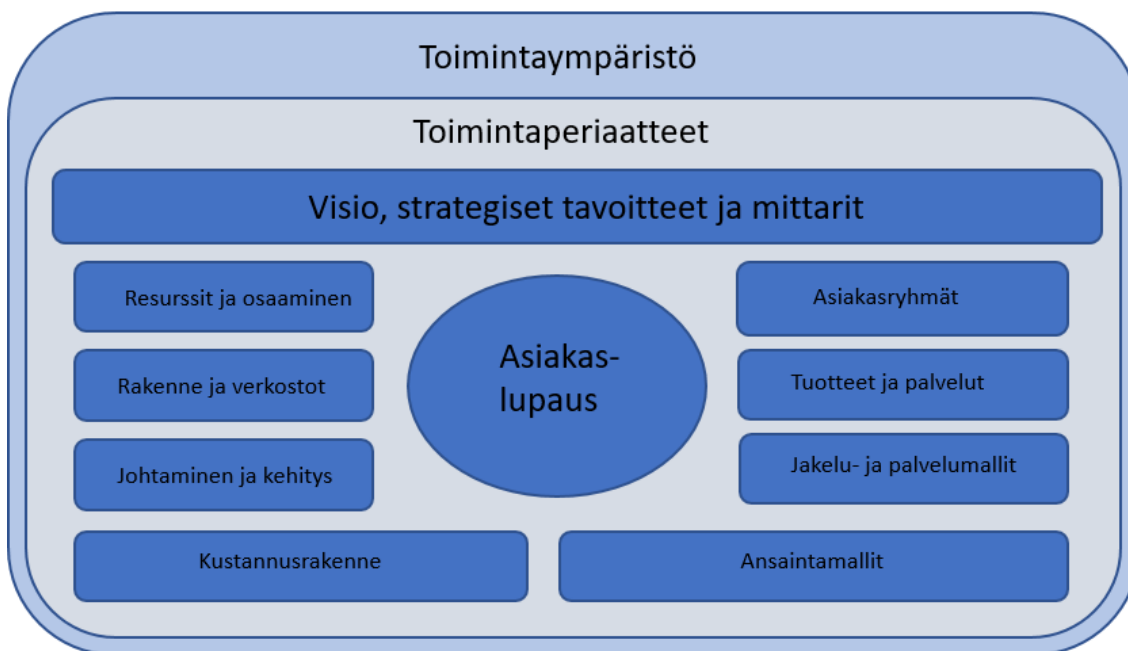 Toimintaympäristö
Toimintaperiaatteet
Visio, strategiset tavoitteet ja mittarit
Resurssit ja osaaminen
Rakenne ja verkostot
Johtaminen ja kehitys
Asiakas-
lupaus
Asiakasryhmät
Tuotteet ja palvelut
Jakelu- ja palvelumallit
Kustannusrakenne
Ansaintamallit